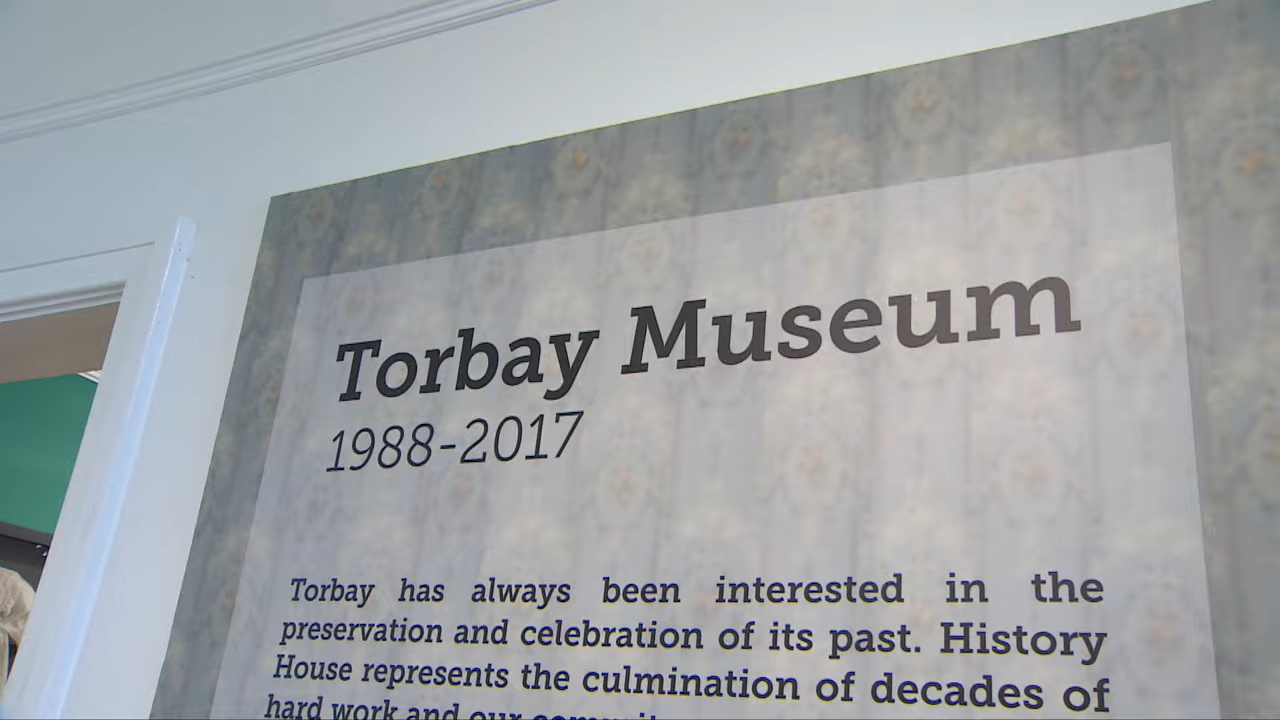 Torbay Museum
1988-2017
Torbay has always been interested in the
preservation and celebration of its past. History
House represents the culmination of decades of
hard work and our